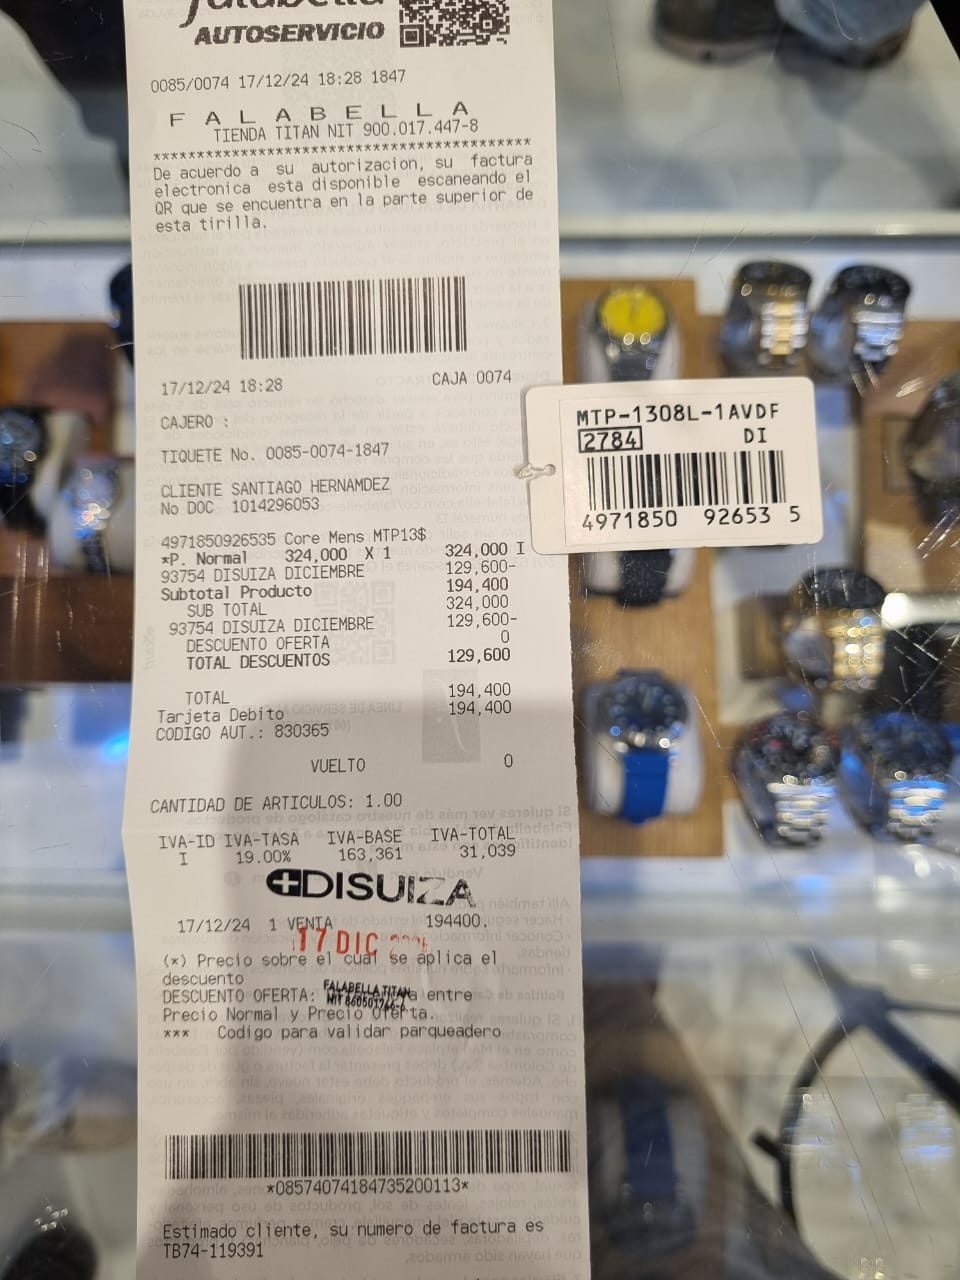 falabella
AUTOSERVICIO
0085/0074 17/12/24 18:28 1847
F A L A B E L L A
TIENDA TITAN NIT 900.017.447-8
******************************************
De acuerdo a su autorizacion, su factura
electronica esta disponible escaneando el
QR que se encuentra en la parte superior de
esta tirilla.
17/12/24 18:28 CAJA 0074
CAJERO :
TIQUETE No. 0085-0074-1847
CLIENTE SANTIAGO HERNAMDEZ
No DOC 1014296053
4971850926535 Core Mens MTP13$
*P. Normal 324,000 X 1 324,000 I
93754 DISUIZA DICIEMBRE 129,600-
Subtotal Producto 194,400
SUB TOTAL 324,000
93754 DISUIZA DICIEMBRE 129,600-
DESCUENTO OFERTA 0
TOTAL DESCUENTOS 129,600
TOTAL 194,400
Tarjeta Debito 194,400
CODIGO AUT.: 830365
VUELTO 0
CANTIDAD DE ARTICULOS: 1.00
IVA-ID IVA-TASA IVA-BASE IVA-TOTAL
I 19.00% 163,361 31,039
DISUIZA
17/12/24 1 VENTA 194400.
17 DIC
(*) Precio sobre el cual se aplica el
descuento
DESCUENTO OFERTA: entre
FALABELLA TITAN
Precio Normal y Precio Oferta.
*** Codigo para validar parqueadero
*08574074184735200113*
Estimado cliente, su numero de factura es
TB74-119391
MTP-1308L-1AVDF
2784 DI
4971850 92653 5